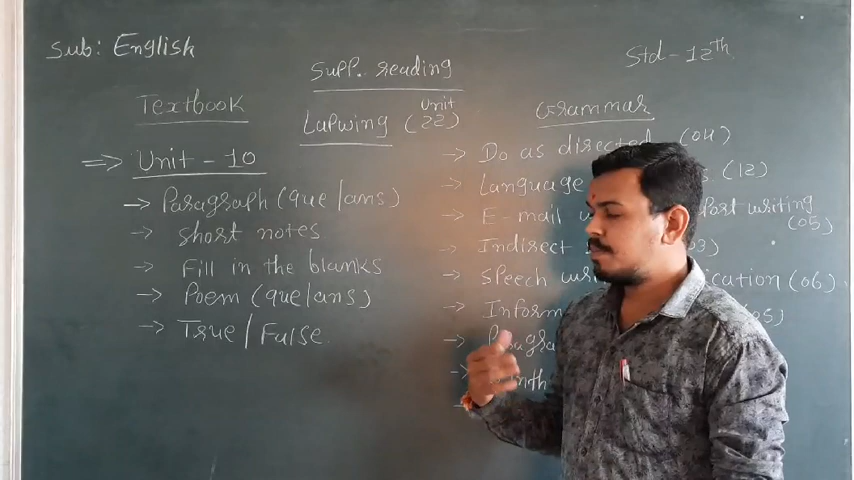 Sub: English
Std - 12th
Supp. reading
Textbook
Lapwing (22)
Unit
Grammar
=> Unit - 10
→ Paragraph (que/ans)
→ short notes
→ Fill in the blanks
→ Poem (que/ans)
→ True/False
→ Do as directed (04)
→ Language (12)
→ E-mail writing
(05)
→ Indirect 03)
→ Speech (06)
→ Inform 05)
→
→